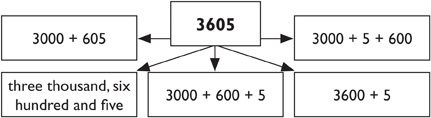 3605
3000 + 605
3000 + 5 + 600
three thousand, six
hundred and five
3000 + 600 + 5
3600 + 5